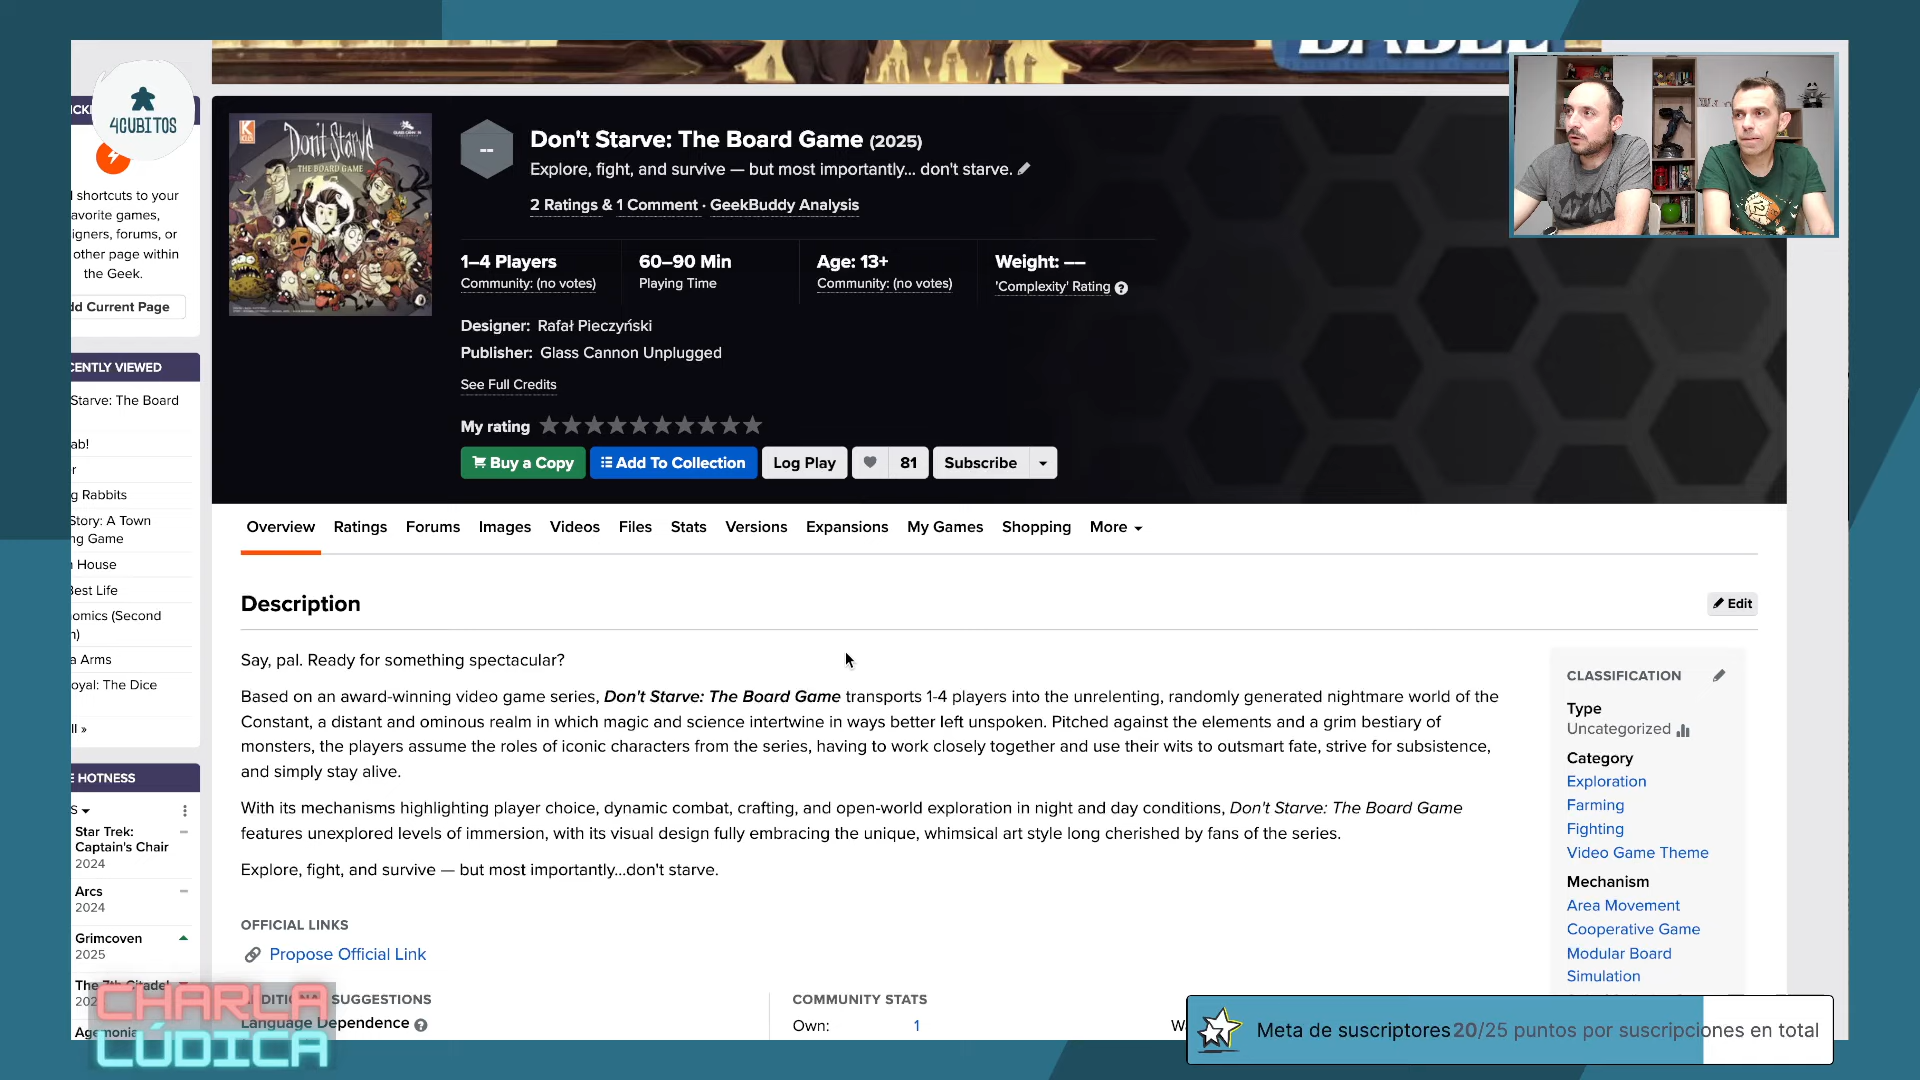 4CUBITOS
shortcuts to your
avorite games,
igners, forums, or
other page within
the Geek.
dd Current Page
CENTLY VIEWED
Starve: The Board
ab!
r
g Rabbits
Story: A Town
ng Game
House
Best Life
omics (Second
n)
a Arms
oyal: The Dice
ll »
E HOTNESS
S
Star Trek:
Captain's Chair
2024
Arcs
2024
Grimcoven
2025
The 7th Citadel
202
Agemonia
CHARLA
LÚDICA
Don't Starve
THE BOARD GAME
--
Don't Starve: The Board Game (2025)
Explore, fight, and survive — but most importantly... don't starve.
2 Ratings & 1 Comment · GeekBuddy Analysis
1–4 Players
Community: (no votes)
60–90 Min
Playing Time
Age: 13+
Community: (no votes)
Weight: --
'Complexity' Rating ?
Designer: Rafał Pieczyński
Publisher: Glass Cannon Unplugged
See Full Credits
My rating
Buy a Copy Add To Collection Log Play 81 Subscribe
Overview Ratings Forums Images Videos Files Stats Versions Expansions My Games Shopping More
Description
Edit
Say, pal. Ready for something spectacular?
Based on an award-winning video game series, Don't Starve: The Board Game transports 1-4 players into the unrelenting, randomly generated nightmare world of the
Constant, a distant and ominous realm in which magic and science intertwine in ways better left unspoken. Pitched against the elements and a grim bestiary of
monsters, the players assume the roles of iconic characters from the series, having to work closely together and use their wits to outsmart fate, strive for subsistence,
and simply stay alive.
With its mechanisms highlighting player choice, dynamic combat, crafting, and open-world exploration in night and day conditions, Don't Starve: The Board Game
features unexplored levels of immersion, with its visual design fully embracing the unique, whimsical art style long cherished by fans of the series.
Explore, fight, and survive — but most importantly...don't starve.
OFFICIAL LINKS
Propose Official Link
SUGGESTIONS
Language Dependence ?
COMMUNITY STATS
Own: 1
CLASSIFICATION
Type
Uncategorized
Category
Exploration
Farming
Fighting
Video Game Theme
Mechanism
Area Movement
Cooperative Game
Modular Board
Simulation
Meta de suscriptores 20/25 puntos por suscripciones en total